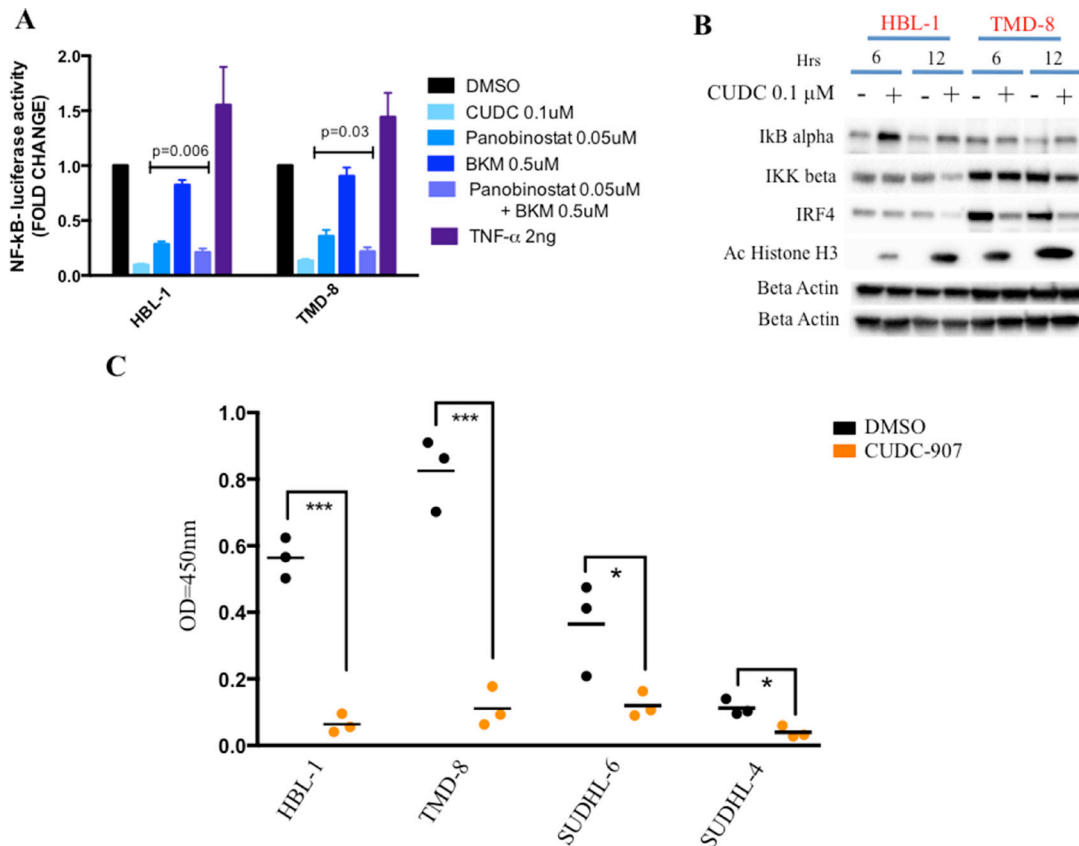 A
NF-kB- luciferase activity
(FOLD CHANGE)
2.0
1.5
1.0
0.5
0.0
p=0.006
p=0.03
HBL-1
TMD-8
DMSO
CUDC 0.1uM
Panobinostat 0.05uM
BKM 0.5uM
Panobinostat 0.05uM
+ BKM 0.5uM
TNF-α 2ng
B
HBL-1 TMD-8
Hrs 6 12 6 12
CUDC 0.1 µM - + - + - + - +
IkB alpha
IKK beta
IRF4
Ac Histone H3
Beta Actin
Beta Actin
C
OD=450nm
1.0
0.8
0.6
0.4
0.2
0.0
***
***
*
*
HBL-1
TMD-8
SUDHL-6
SUDHL-4
DMSO
CUDC-907